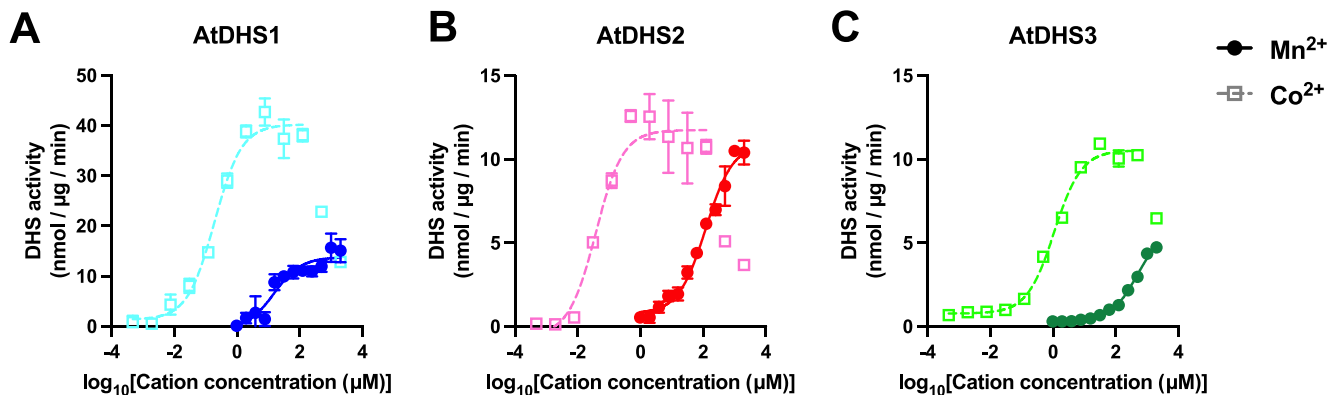 A
AtDHS1
DHS activity
(nmol / µg / min)
50
40
30
20
10
0
-4 -2 0 2 4
log10[Cation concentration (µM)]
B
AtDHS2
DHS activity
(nmol / µg / min)
15
10
5
0
-4 -2 0 2 4
log10[Cation concentration (µM)]
C
AtDHS3
DHS activity
(nmol / µg / min)
15
10
5
0
-4 -2 0 2 4
log10[Cation concentration (µM)]
Mn2+
Co2+